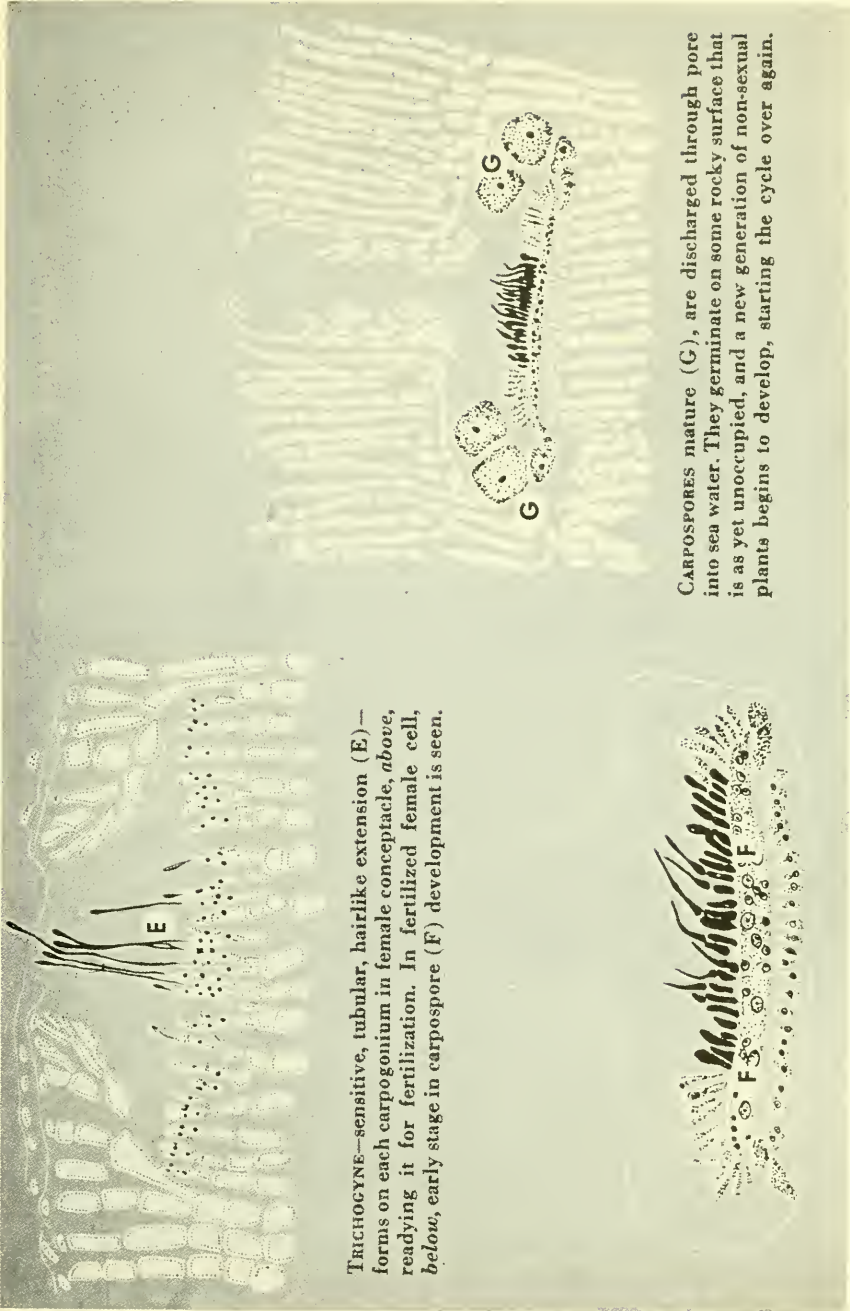 E
TRICHOGYNE—sensitive, tubular, hairlike extension (E)—
forms on each carpogonium in female conceptacle, above,
readying it for fertilization. In fertilized female cell,
below, early stage in carpospore (F) development is seen.
F
F
G
G
CARPOSPORES mature (G), are discharged through pore
into sea water. They germinate on some rocky surface that
is as yet unoccupied, and a new generation of non-sexual
plants begins to develop, starting the cycle over again.